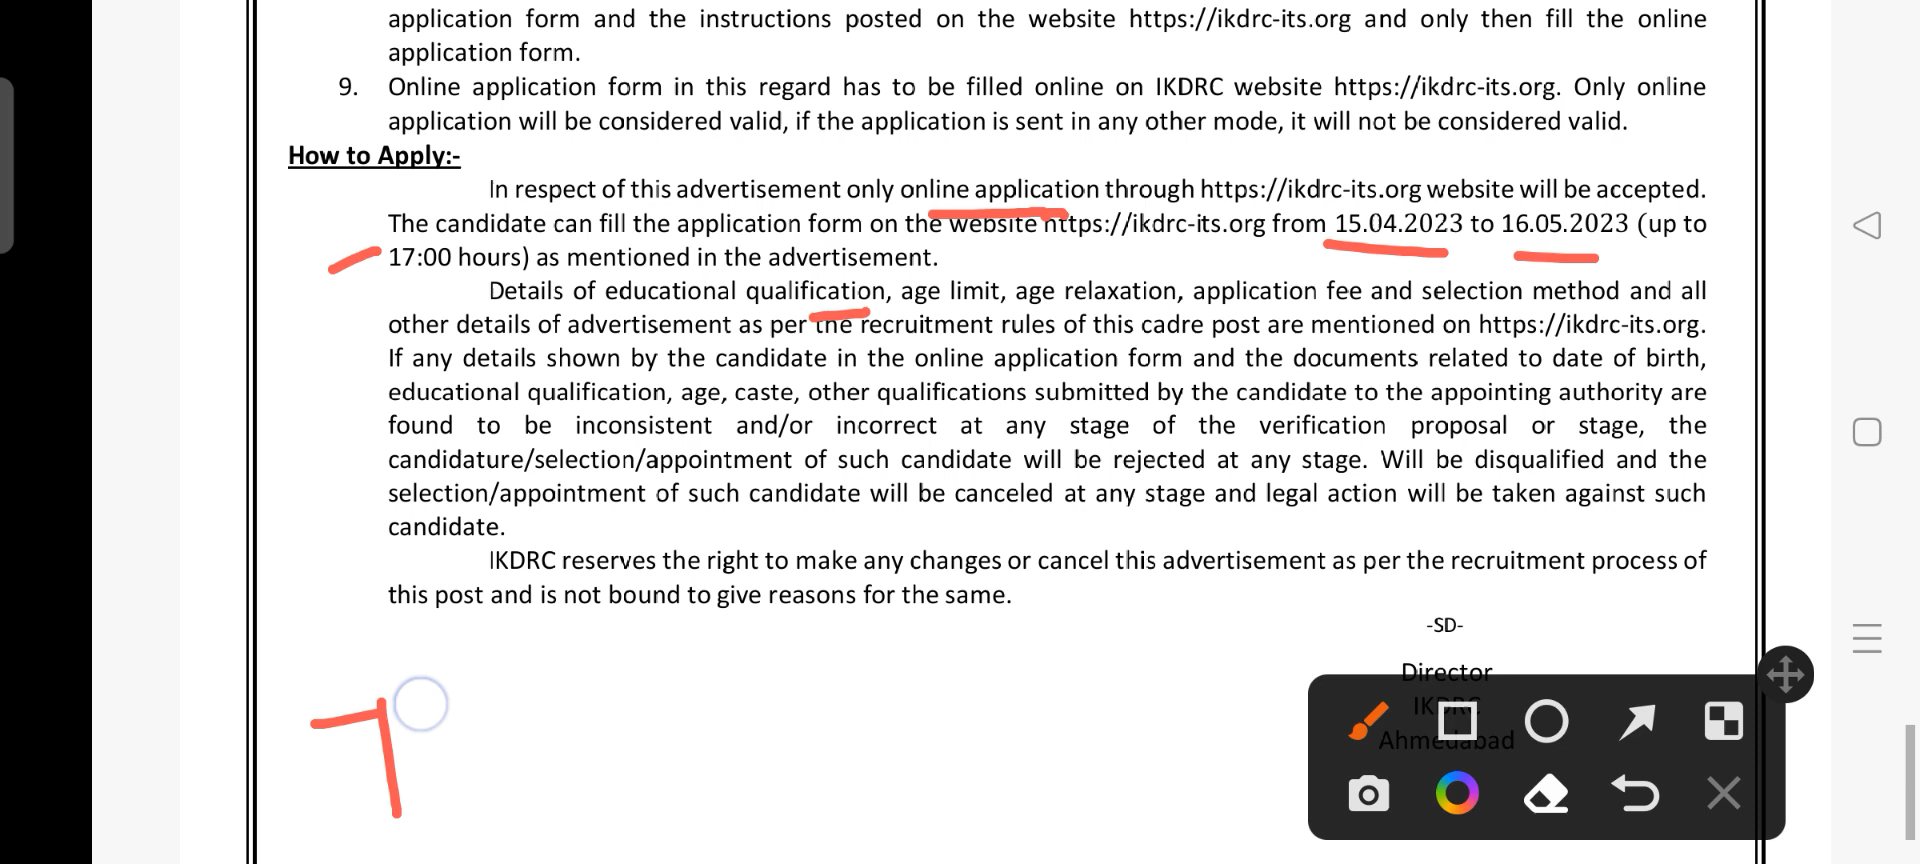 application form and the instructions posted on the website https://ikdrc-its.org and only then fill the online
application form.
9. Online application form in this regard has to be filled online on IKDRC website https://ikdrc-its.org. Only online
application will be considered valid, if the application is sent in any other mode, it will not be considered valid.
How to Apply:-
In respect of this advertisement only online application through https://ikdrc-its.org website will be accepted.
The candidate can fill the application form on the website https://ikdrc-its.org from 15.04.2023 to 16.05.2023 (up to
17:00 hours) as mentioned in the advertisement.
Details of educational qualification, age limit, age relaxation, application fee and selection method and all
other details of advertisement as per the recruitment rules of this cadre post are mentioned on https://ikdrc-its.org.
If any details shown by the candidate in the online application form and the documents related to date of birth,
educational qualification, age, caste, other qualifications submitted by the candidate to the appointing authority are
found to be inconsistent and/or incorrect at any stage of the verification proposal or stage, the
candidature/selection/appointment of such candidate will be rejected at any stage. Will be disqualified and the
selection/appointment of such candidate will be canceled at any stage and legal action will be taken against such
candidate.
IKDRC reserves the right to make any changes or cancel this advertisement as per the recruitment process of
this post and is not bound to give reasons for the same.
-SD-
Director
IKDRC
Ahmedabad